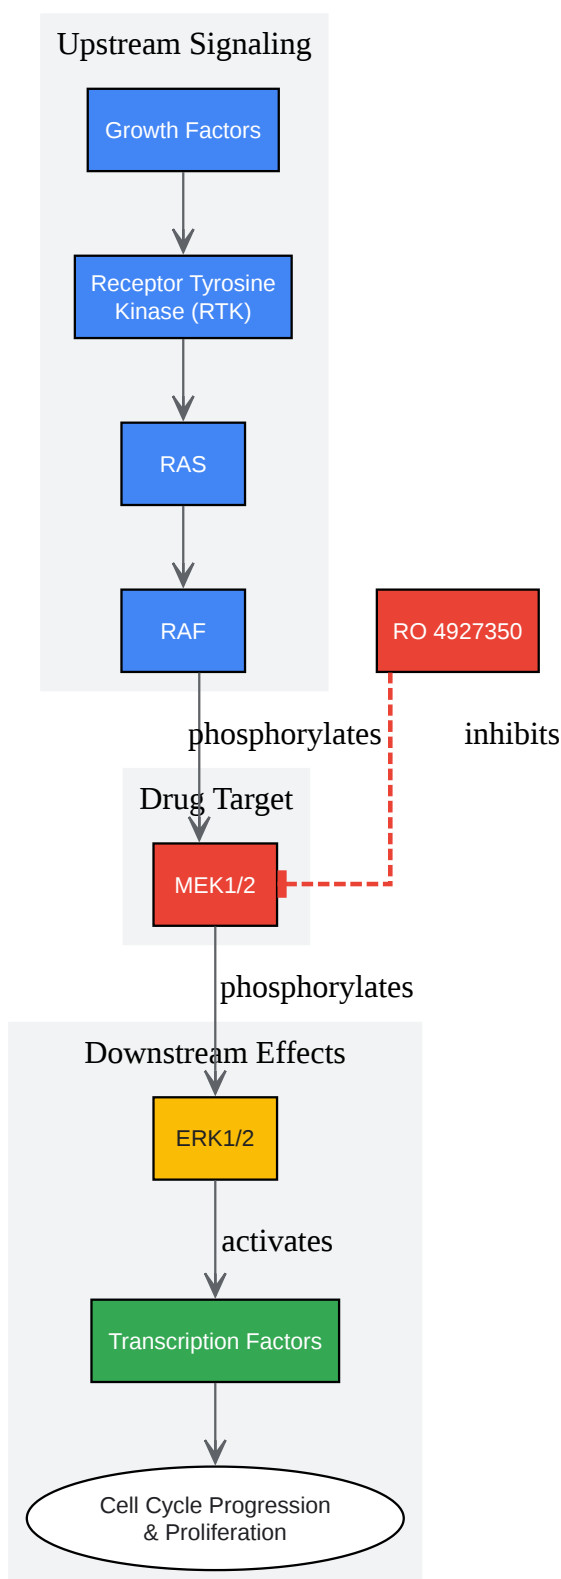 Upstream Signaling
Growth Factors
Receptor Tyrosine
Kinase (RTK)
RAS
RAF
RO 4927350
phosphorylates
inhibits
Drug Target
MEK1/2
phosphorylates
Downstream Effects
ERK1/2
activates
Transcription Factors
Cell Cycle Progression
& Proliferation